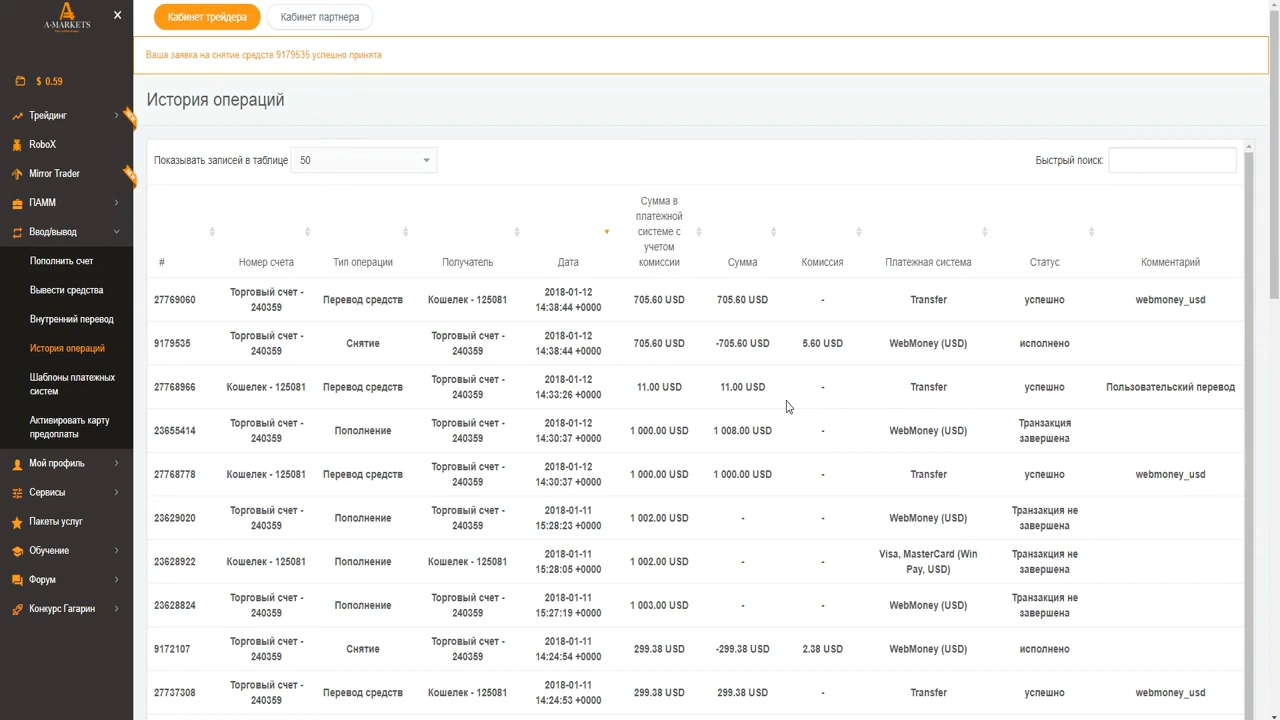 A-MARKETS
Кабинет трейдера
Кабинет партнера
Ваша заявка на снятие средств 9179535 успешно принята
$ 0.59
Трейдинг
RoboX
Mirror Trader
ПАММ
Ввод/вывод
Пополнить счет
Вывести средства
Внутренний перевод
История операций
Шаблоны платежных
систем
Активировать карту
предоплаты
Мой профиль
Сервисы
Пакеты услуг
Обучение
Форум
Конкурс Гагарин
История операций
Показывать записей в таблице 50
Быстрый поиск:
Сумма в
платежной
системе с
учетом
# Номер счета Тип операции Получатель Дата комиссии Сумма Комиссия Платежная система Статус Комментарий
Торговый счет - 2018-01-12
27769060 Перевод средств Кошелек - 125081 705.60 USD 705.60 USD - Transfer успешно webmoney_usd
240359 14:38:44 +0000
Торговый счет - Торговый счет - 2018-01-12
9179535 Снятие 705.60 USD -705.60 USD 5.60 USD WebMoney (USD) исполнено
240359 240359 14:38:44 +0000
Торговый счет - 2018-01-12
27768966 Кошелек - 125081 Перевод средств 11.00 USD 11.00 USD - Transfer успешно Пользовательский перевод
240359 14:33:26 +0000
Торговый счет - Торговый счет - 2018-01-12 Транзакция
23655414 Пополнение 1 000.00 USD 1 008.00 USD - WebMoney (USD)
240359 240359 14:30:37 +0000 завершена
Торговый счет - 2018-01-12
27768778 Кошелек - 125081 Перевод средств 1 000.00 USD 1 000.00 USD - Transfer успешно webmoney_usd
240359 14:30:37 +0000
Торговый счет - Торговый счет - 2018-01-11 Транзакция не
23629020 Пополнение 1 002.00 USD - - WebMoney (USD)
240359 240359 15:28:23 +0000 завершена
2018-01-11 Visa, MasterCard (Win Транзакция не
23628922 Кошелек - 125081 Пополнение Кошелек - 125081 1 002.00 USD - -
15:28:05 +0000 Pay, USD) завершена
Торговый счет - Торговый счет - 2018-01-11 Транзакция не
23628824 Пополнение 1 003.00 USD - - WebMoney (USD)
240359 240359 15:27:19 +0000 завершена
Торговый счет - Торговый счет - 2018-01-11
9172107 Снятие 299.38 USD -299.38 USD 2.38 USD WebMoney (USD) исполнено
240359 240359 14:24:54 +0000
Торговый счет - 2018-01-11
27737308 Перевод средств Кошелек - 125081 299.38 USD 299.38 USD - Transfer успешно webmoney_usd
240359 14:24:53 +0000